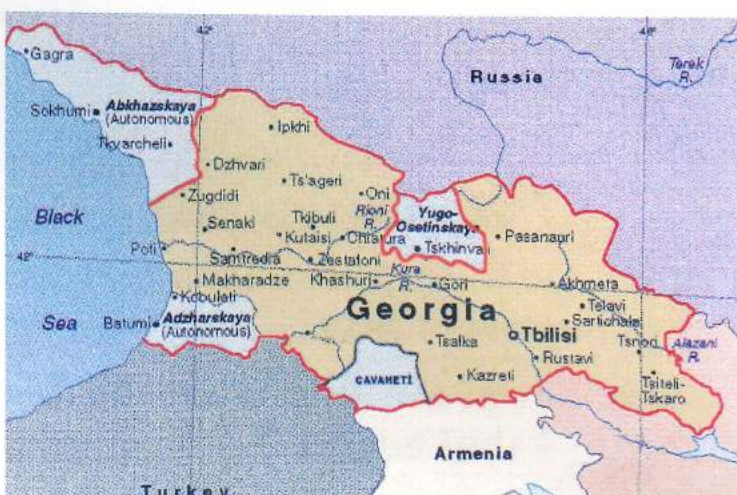 42°
46°
Gagra
Terek
R.
Russia
Sokhumi
Abkhazskaya
(Autonomous)
Ipkhi
Tkvarcheli
Dzhvari
Ts'ageri
Oni
Zugdidi
Rioni
R.
Yugo-
Osetinskaya
Black
Senaki
Tkibuli
Kutaisi
Chiatura
Tskhinvali
Pasanauri
Poti
42°
Samtredia
Zestafoni
Kura
R.
Makharadze
Khashuri
Gori
Akhmeta
Kobulati
Georgia
Telavi
Sea
Adzharskaya
(Autonomous)
Batumi
Sartichala
Tbilisi
Tsalka
Tsnori
Alazani
R.
Rustavi
CAVAHETİ
Kazreti
Tsiteli-
Tskaro
Armenia
Turkey